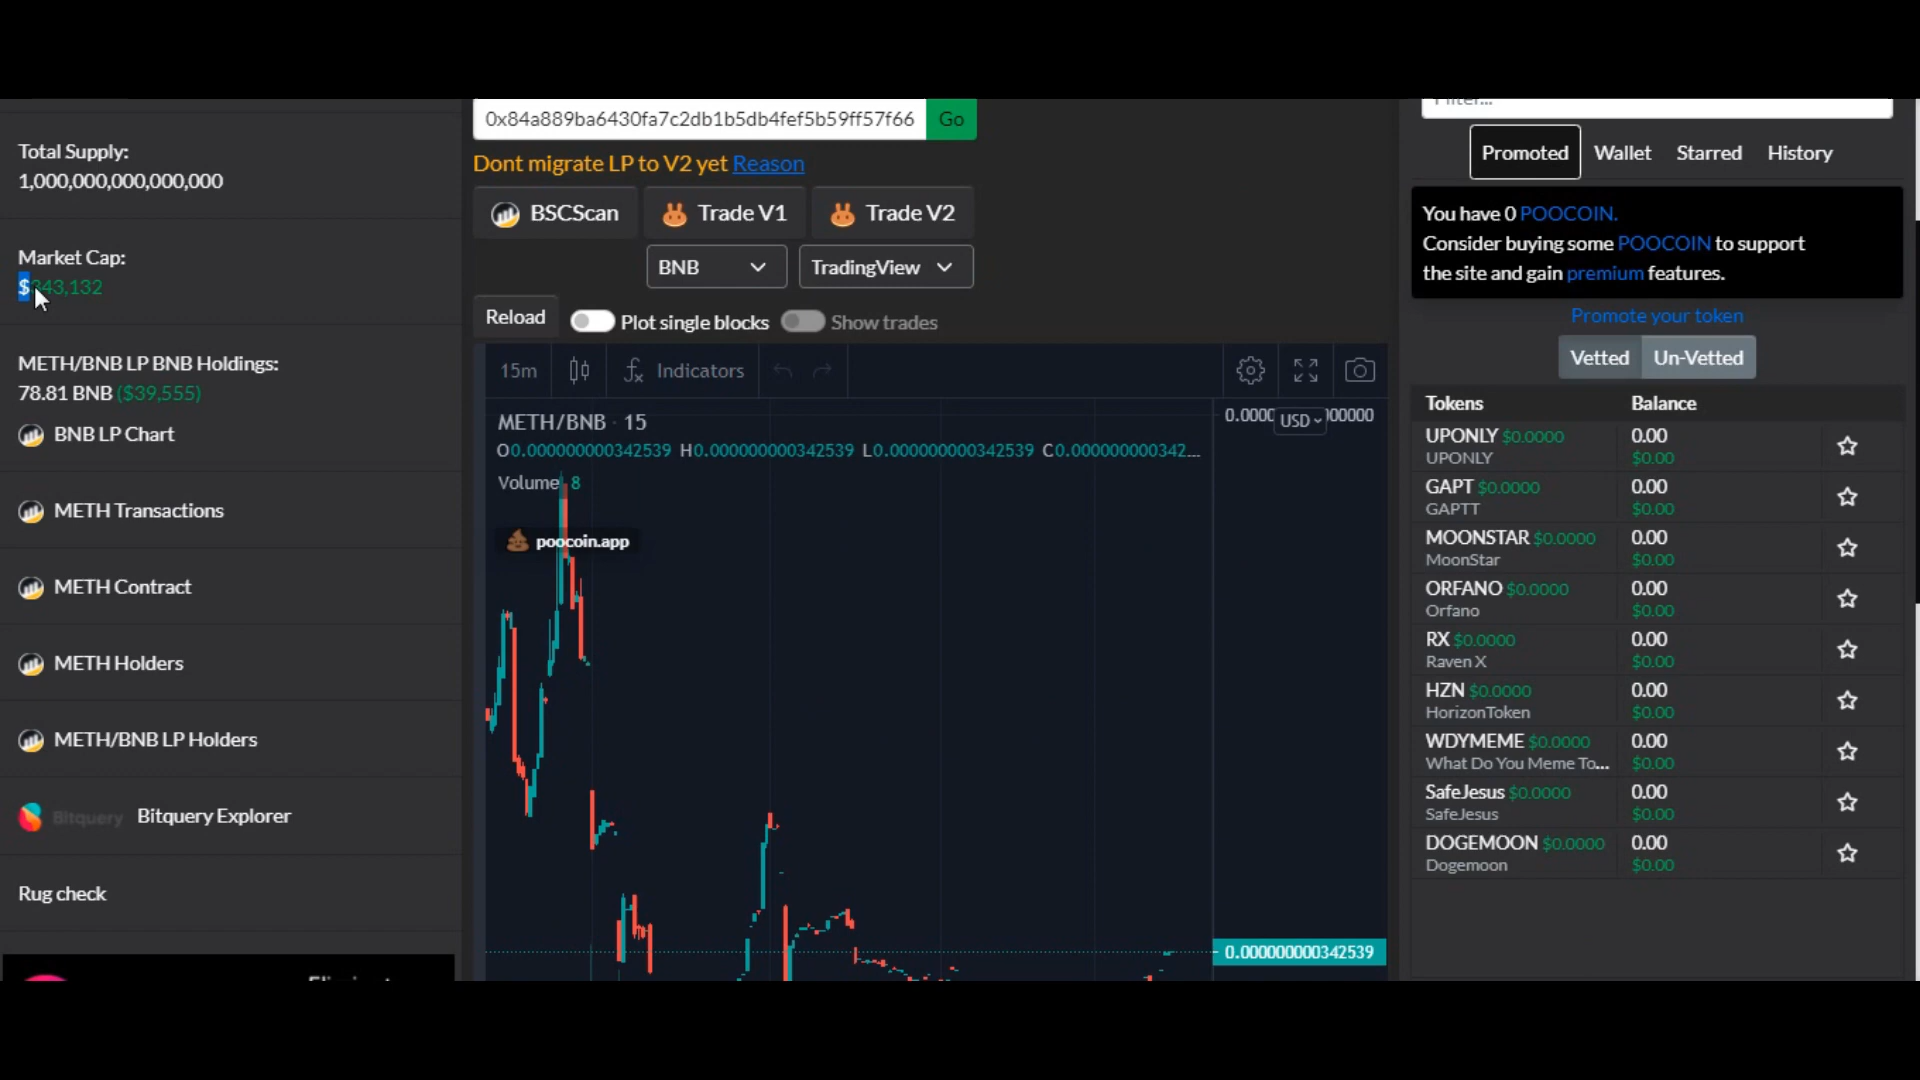 Total Supply:
1,000,000,000,000,000
Market Cap:
$343,132
METH/BNB LP BNB Holdings:
78.81 BNB ($39,555)
BNB LP Chart
METH Transactions
METH Contract
METH Holders
METH/BNB LP Holders
Bitquery Bitquery Explorer
Rug check
0x84a889ba6430fa7c2db1b5db4fef5b59ff57f66 Go
Dont migrate LP to V2 yet Reason
BSCScan Trade V1 Trade V2
BNB TradingView
Reload Plot single blocks Show trades
15m Indicators
METH/BNB · 15
O0.000000000342539 H0.000000000342539 L0.000000000342539 C0.000000000342...
Volume 8
poocoin.app
USD
0.000000000342539
Filter...
Promoted Wallet Starred History
You have 0 POOCOIN.
Consider buying some POOCOIN to support
the site and gain premium features.
Promote your token
Vetted Un-Vetted
Tokens Balance
UPONLY $0.0000 0.00
UPONLY $0.00
GAPT $0.0000 0.00
GAPTT $0.00
MOONSTAR $0.0000 0.00
MoonStar $0.00
ORFANO $0.0000 0.00
Orfano $0.00
RX $0.0000 0.00
Raven X $0.00
HZN $0.0000 0.00
HorizonToken $0.00
WDYMEME $0.0000 0.00
What Do You Meme To... $0.00
SafeJesus $0.0000 0.00
SafeJesus $0.00
DOGEMOON $0.0000 0.00
Dogemoon $0.00